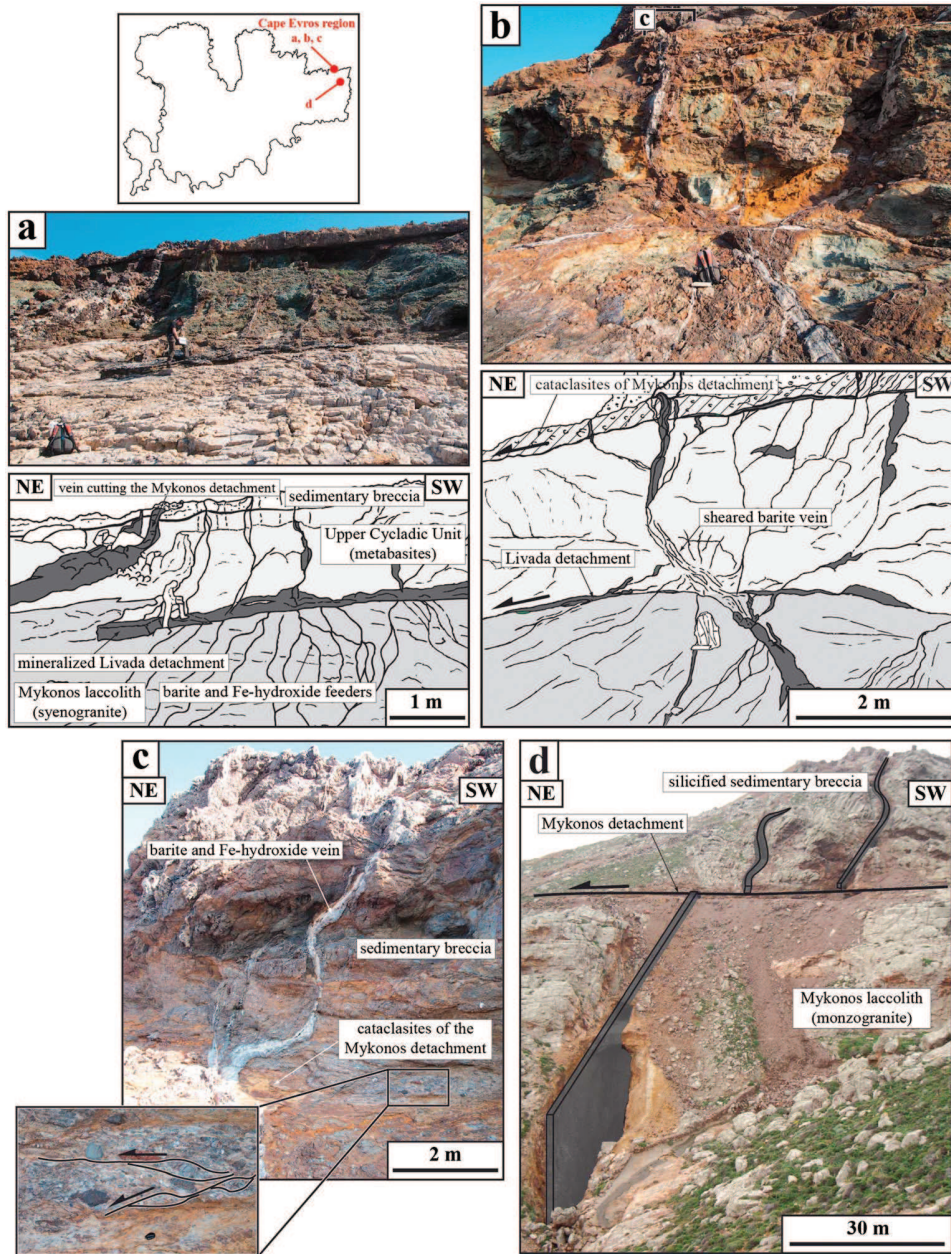 Cape Evros region
a, b, c
d
a
NE
SW
vein cutting the Mykonos detachment
sedimentary breccia
Upper Cycladic Unit
(metabasites)
mineralized Livada detachment
Mykonos laccolith
(syenogranite)
barite and Fe-hydroxide feeders
1 m
b
c
NE
SW
cataclasites of Mykonos detachment
sheared barite vein
Livada detachment
2 m
c
NE
SW
barite and Fe-hydroxide vein
sedimentary breccia
cataclasites of the
Mykonos detachment
2 m
d
NE
SW
silicified sedimentary breccia
Mykonos detachment
Mykonos laccolith
(monzogranite)
30 m